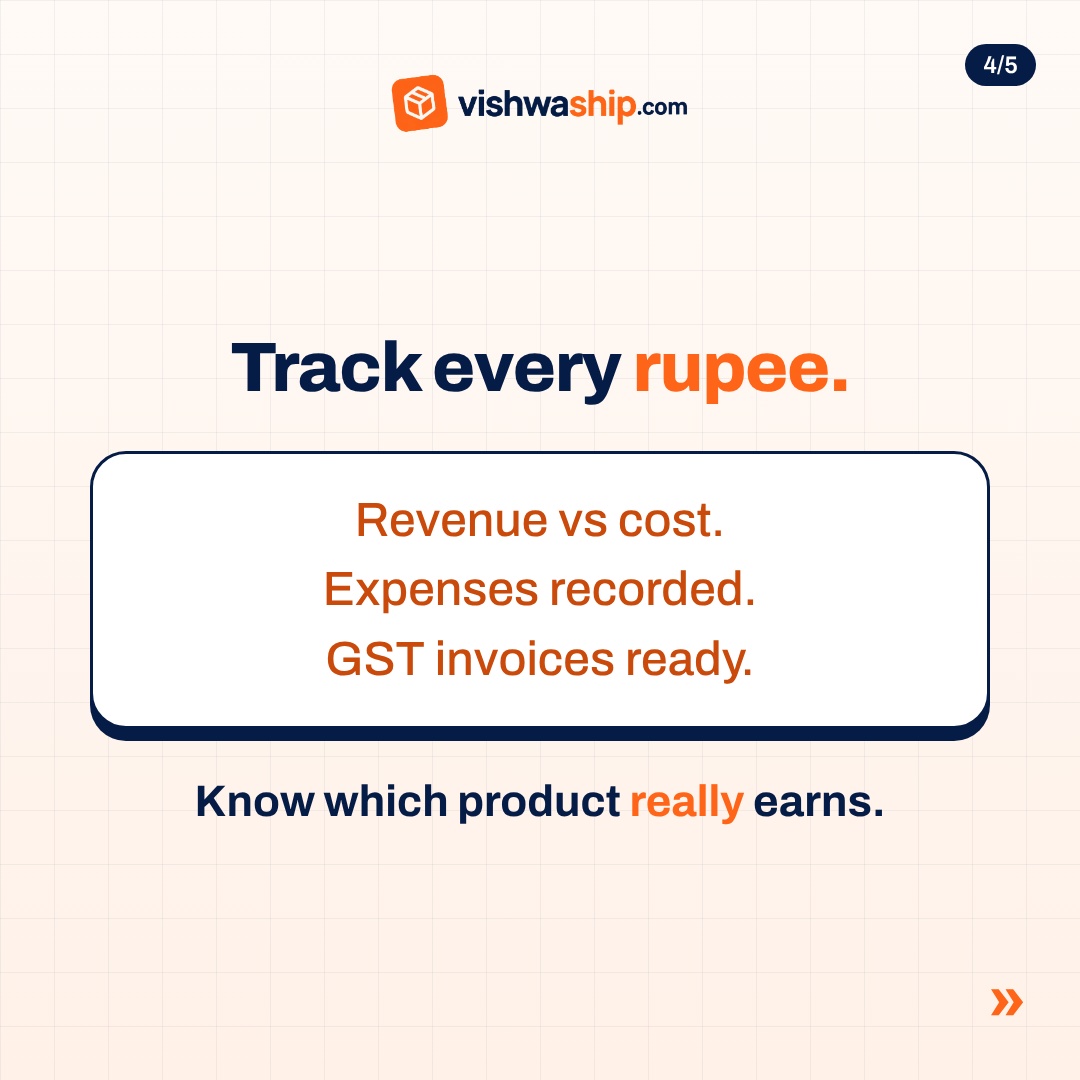 4/5
vishwaship.com
Track every rupee.
Revenue vs cost.
Expenses recorded.
GST invoices ready.
Know which product really earns.
»